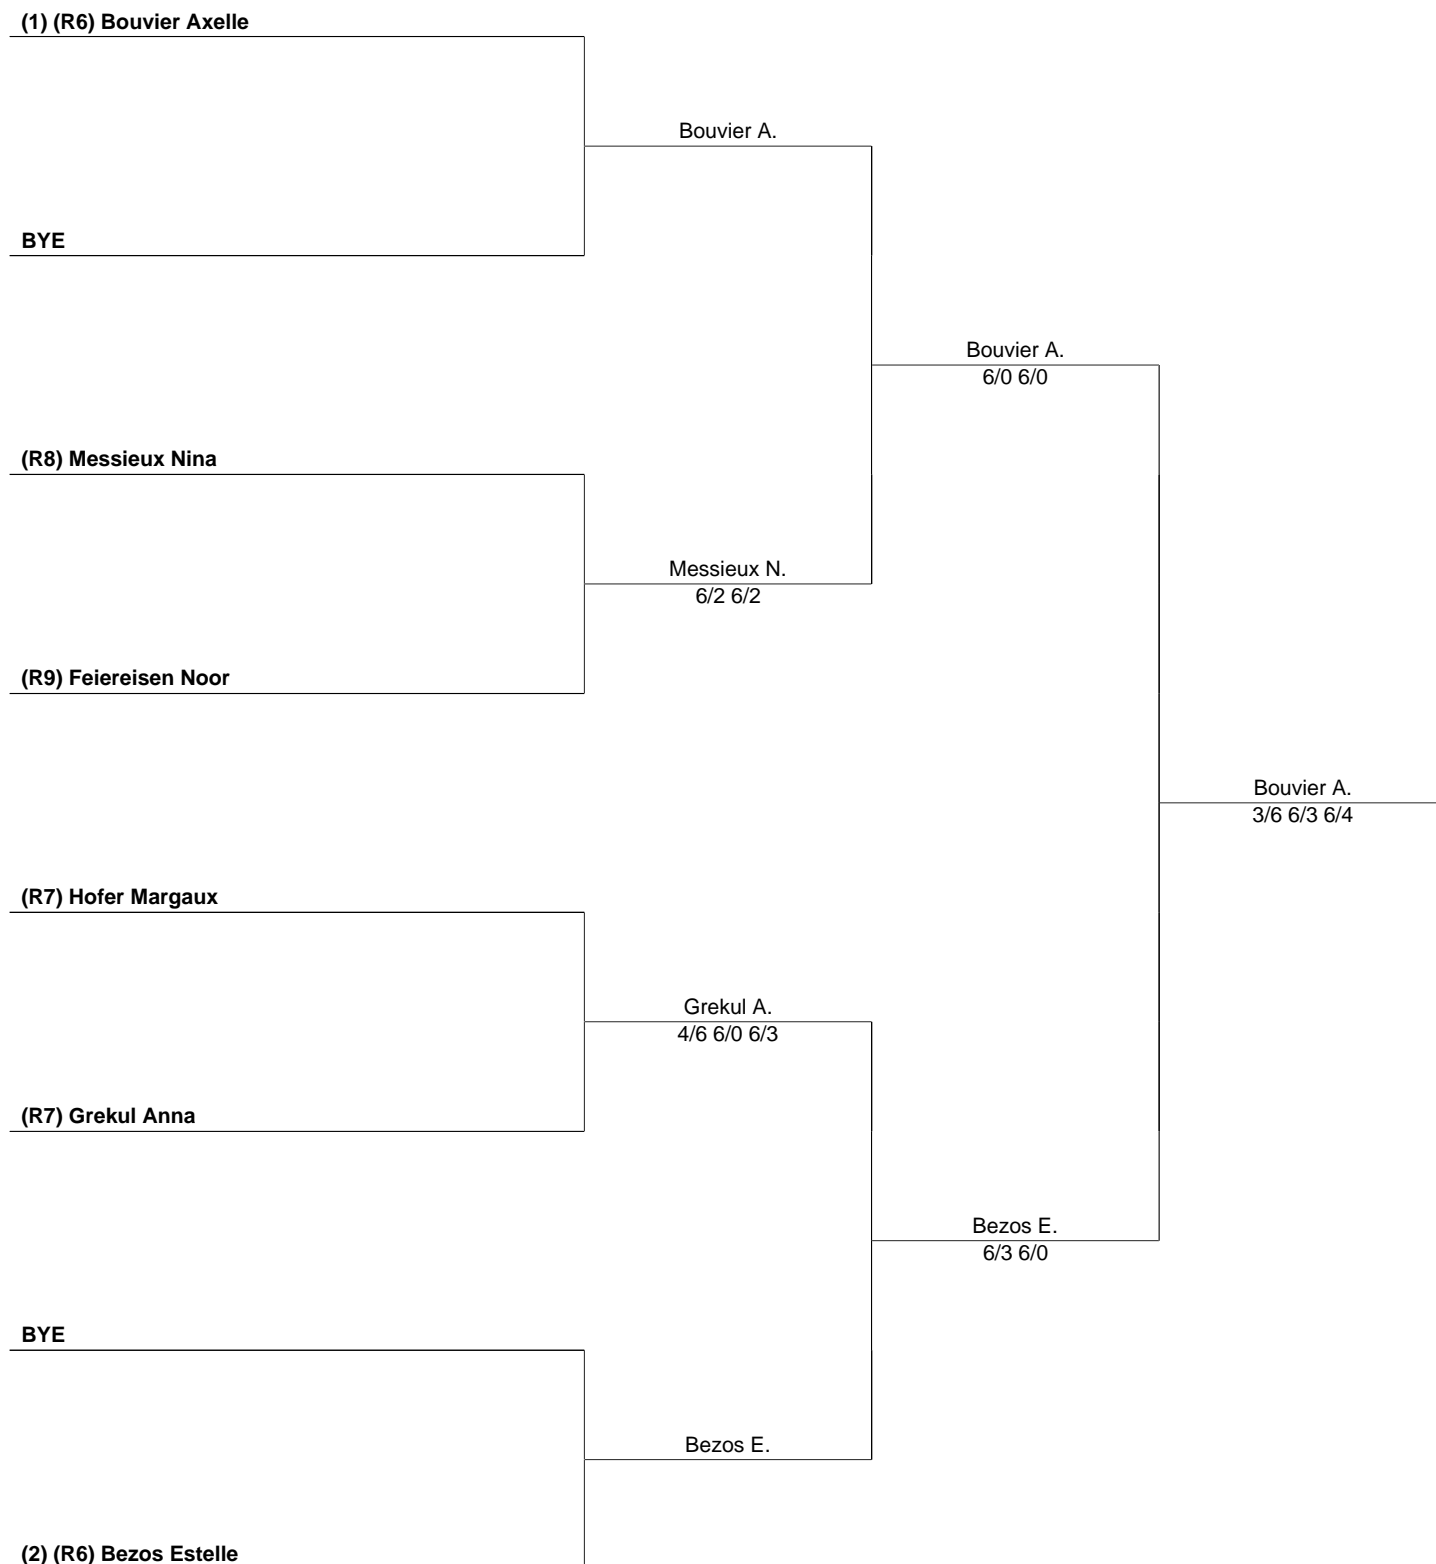 (1) (R6) Bouvier Axelle
Bouvier A.
BYE
Bouvier A.
6/0 6/0
(R8) Messieux Nina
Messieux N.
6/2 6/2
(R9) Feiereisen Noor
Bouvier A.
3/6 6/3 6/4
(R7) Hofer Margaux
Grekul A.
4/6 6/0 6/3
(R7) Grekul Anna
Bezos E.
6/3 6/0
BYE
Bezos E.
(2) (R6) Bezos Estelle